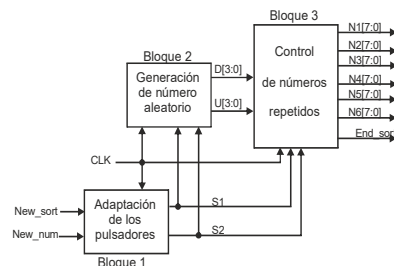 Bloque 3
N1[7:0]
N2[7:0]
N3[7:0]
N4[7:0]
N5[7:0]
N6[7:0]
Control
de números
repetidos
Bloque 2
Generación
de número
aleatorio
D[3:0]
U[3:0]
CLK
New_sort
New_num
Adaptación
de los
pulsadores
S1
S2
Bloque 1